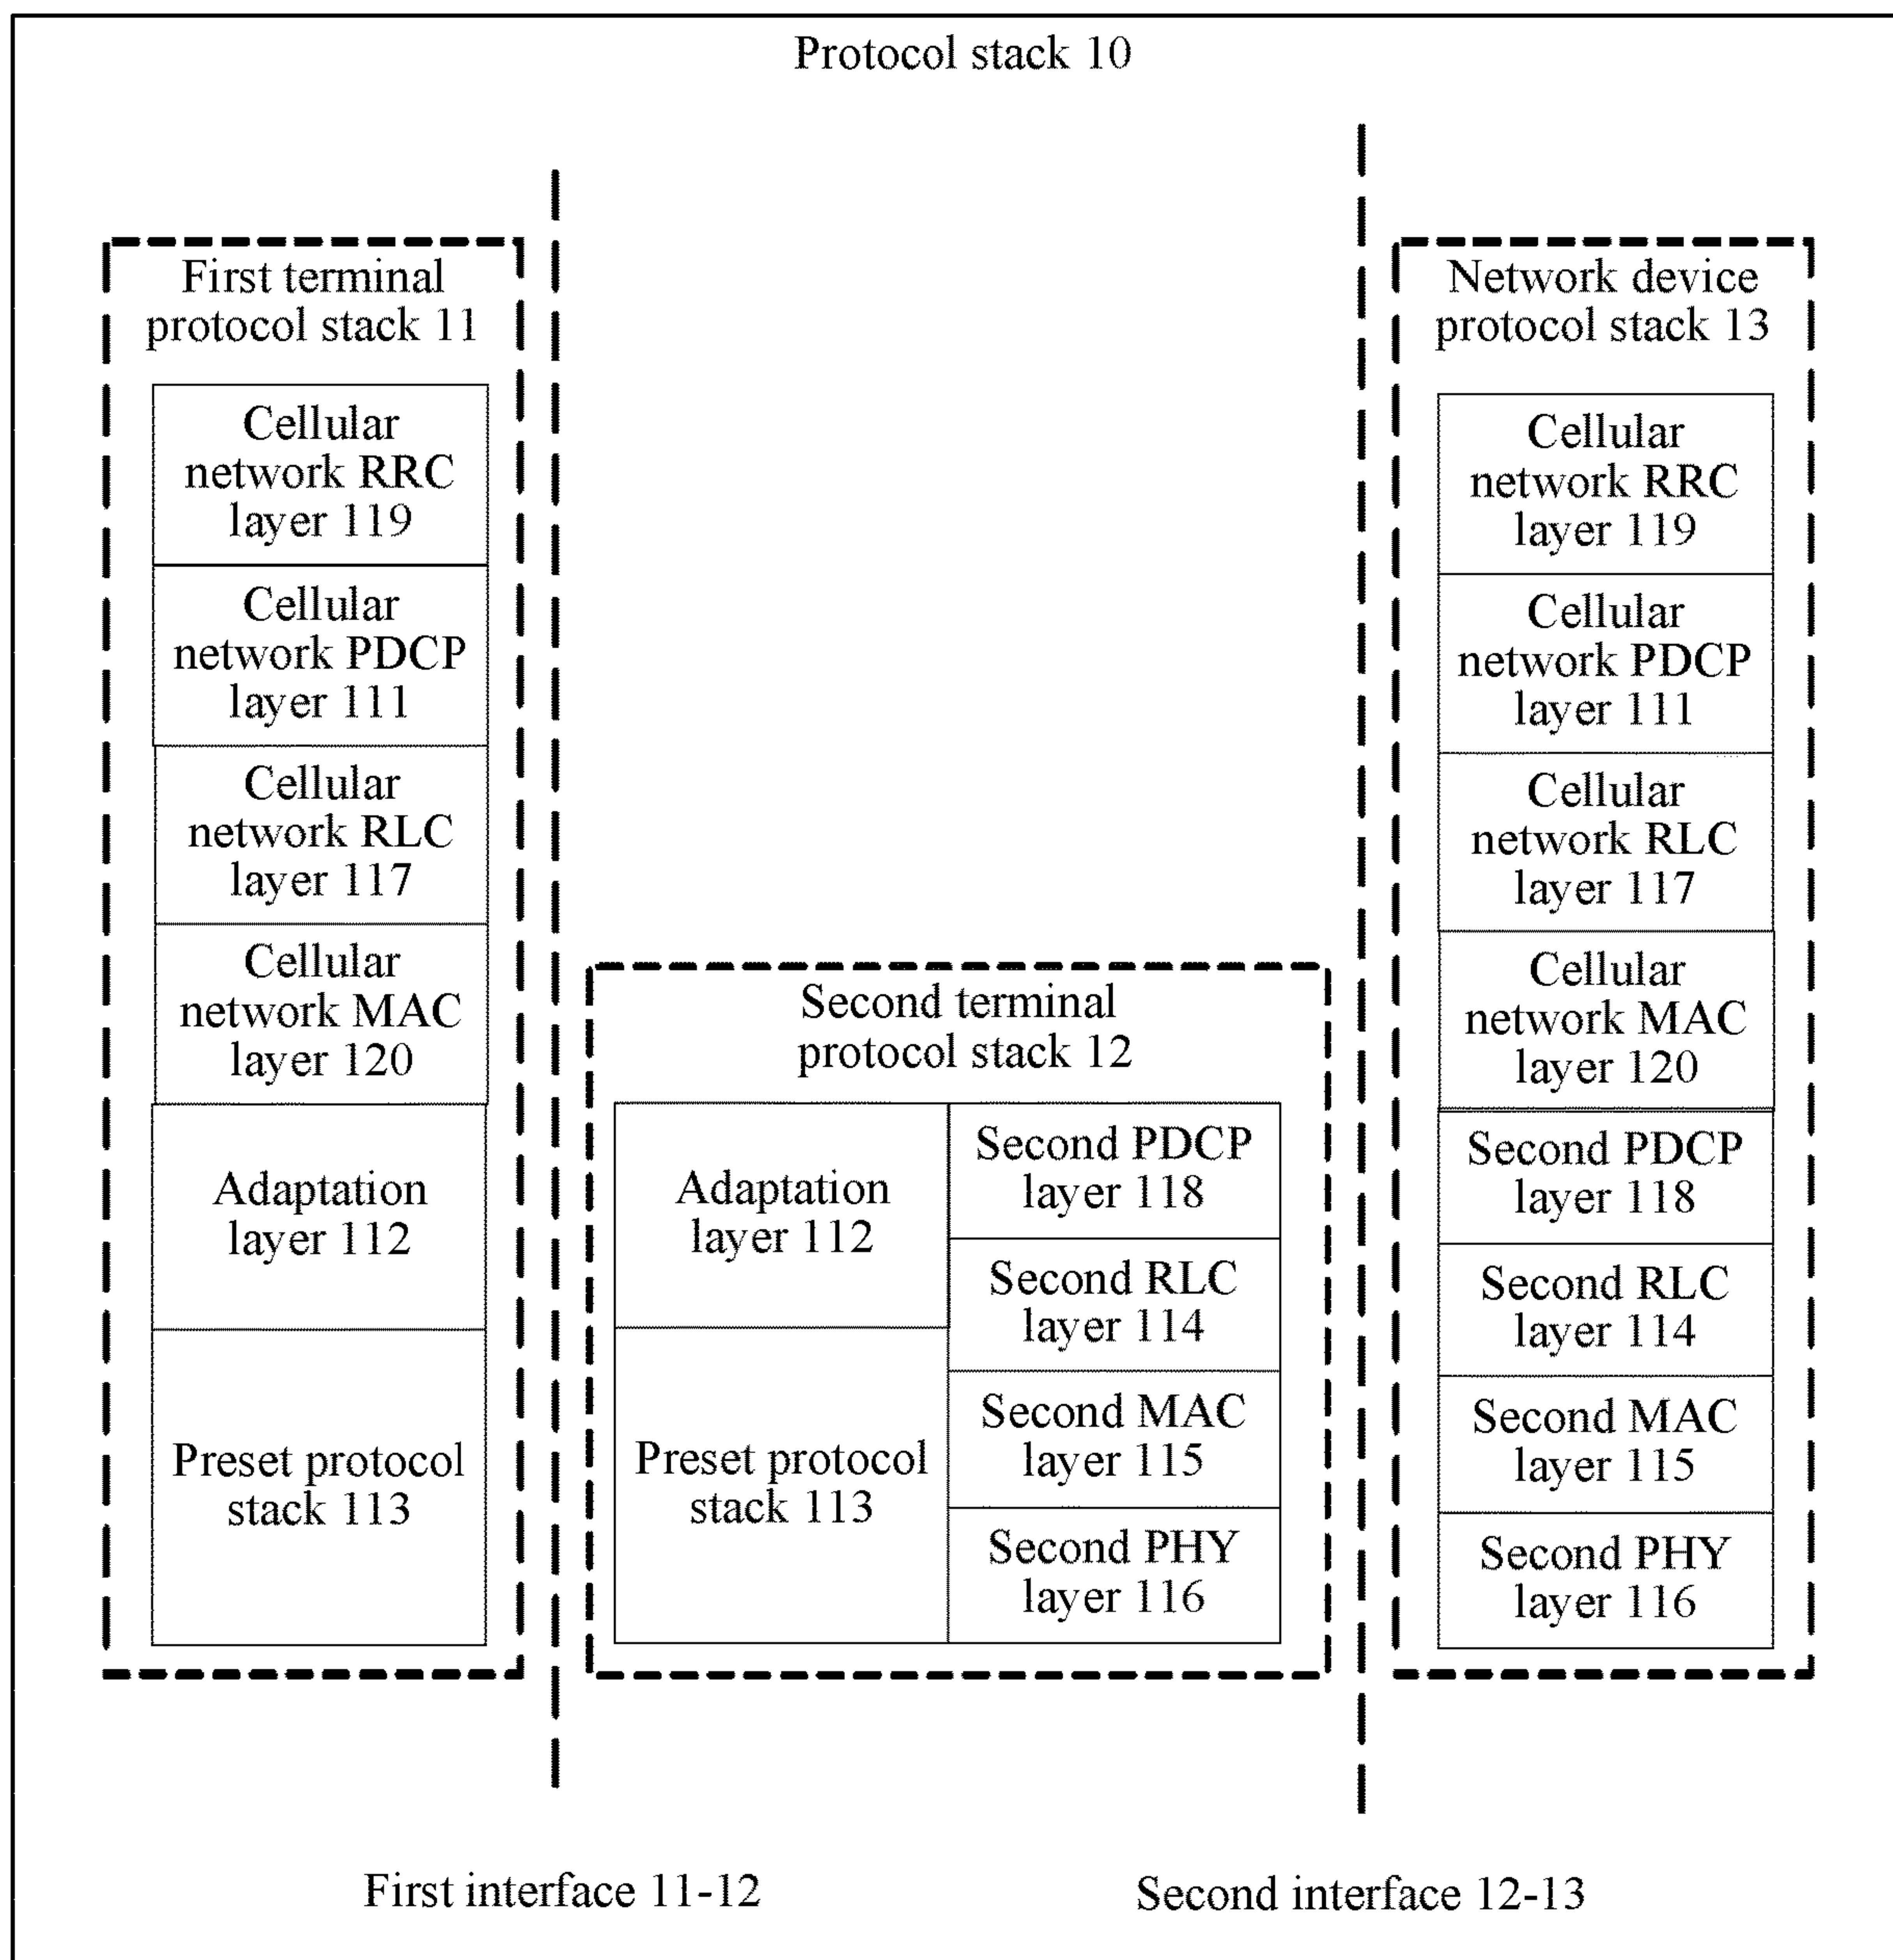 Protocol stack 10
First terminal
protocol stack 11
Cellular
network RRC
layer 119
Cellular
network PDCP
layer 111
Cellular
network RLC
layer 117
Cellular
network MAC
layer 120
Adaptation
layer 112
Preset protocol
stack 113
Second terminal
protocol stack 12
Adaptation
layer 112
Preset protocol
stack 113
Second PDCP
layer 118
Second RLC
layer 114
Second MAC
layer 115
Second PHY
layer 116
Network device
protocol stack 13
Cellular
network RRC
layer 119
Cellular
network PDCP
layer 111
Cellular
network RLC
layer 117
Cellular
network MAC
layer 120
Second PDCP
layer 118
Second RLC
layer 114
Second MAC
layer 115
Second PHY
layer 116
First interface 11-12
Second interface 12-13